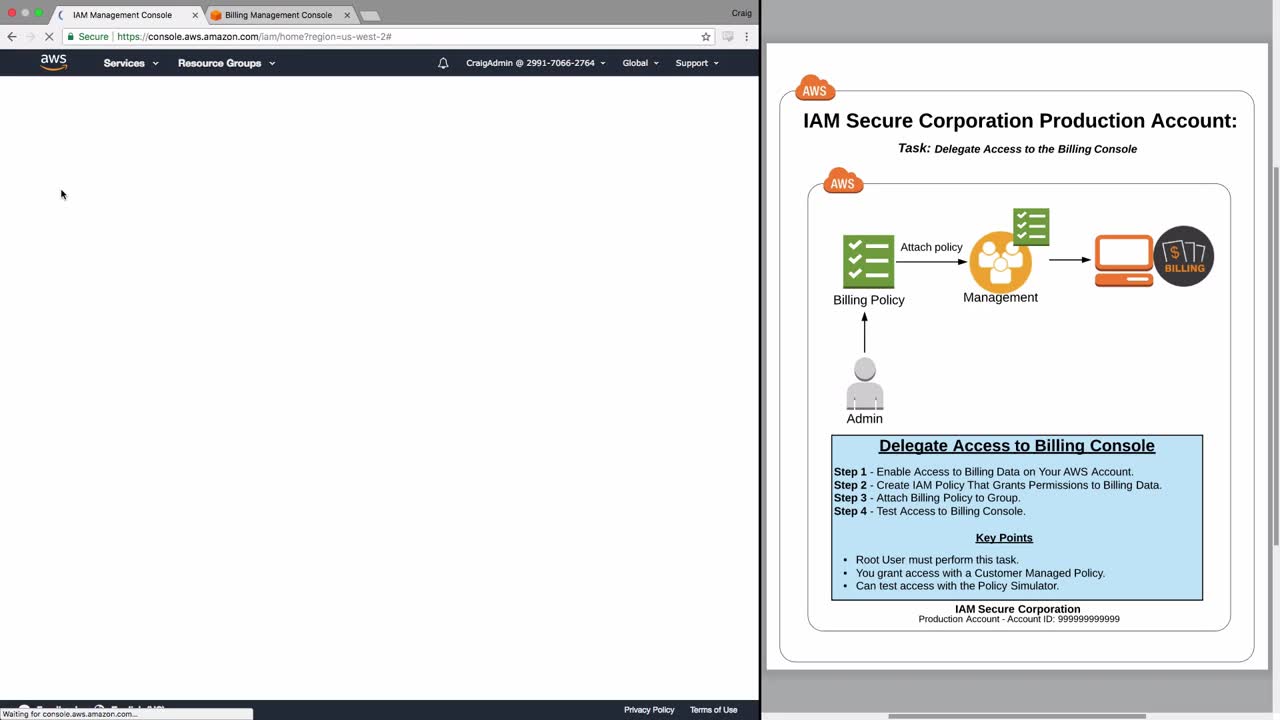 IAM Management Console
Billing Management Console
Craig
Secure https://console.aws.amazon.com/iam/home?region=us-west-2#
aws
Services
Resource Groups
CraigAdmin @ 2991-7066-2764
Global
Support
Waiting for console.aws.amazon.com...
Privacy Policy
Terms of Use
AWS
IAM Secure Corporation Production Account:
Task: Delegate Access to the Billing Console
AWS
Attach policy
$
BILLING
Billing Policy
Management
Admin
Delegate Access to Billing Console
Step 1 - Enable Access to Billing Data on Your AWS Account.
Step 2 - Create IAM Policy That Grants Permissions to Billing Data.
Step 3 - Attach Billing Policy to Group.
Step 4 - Test Access to Billing Console.
Key Points
• Root User must perform this task.
• You grant access with a Customer Managed Policy.
• Can test access with the Policy Simulator.
IAM Secure Corporation
Production Account - Account ID: 999999999999